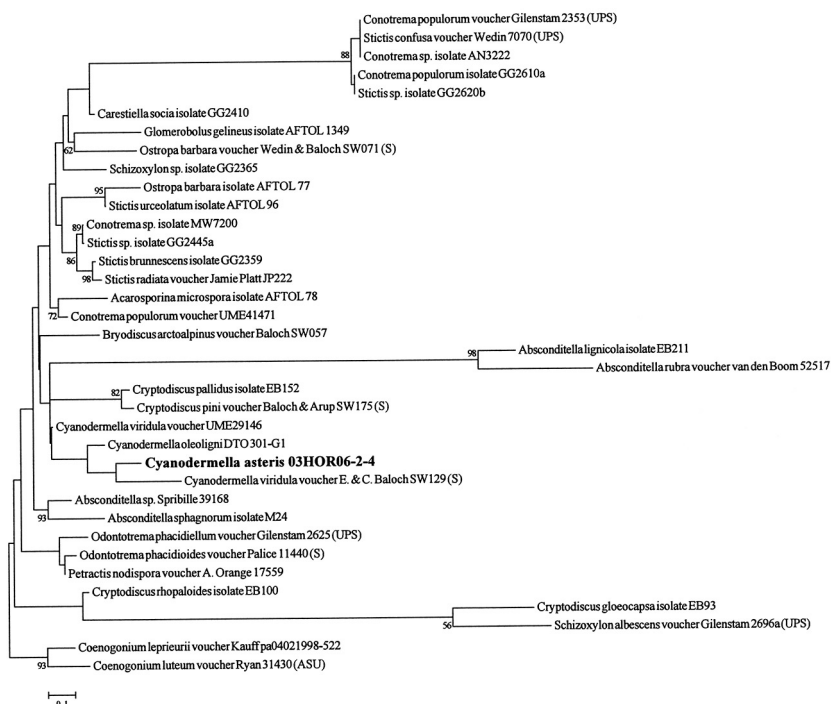 Conotrema populorum voucher Gilenstam 2353 (UPS)
Stictis confusa voucher Wedin 7070 (UPS)
88
Conotrema sp. isolate AN3222
Conotrema populorum isolate GG2610a
Stictis sp. isolate GG2620b
Carestiella socia isolate GG2410
Glomerobolus gelineus isolate AFTOL 1349
62
Ostropa barbara voucher Wedin & Baloch SW071 (S)
Schizoxylon sp. isolate GG2365
95
Ostropa barbara isolate AFTOL 77
Stictis urceolatum isolate AFTOL 96
89
Conotrema sp. isolate MW7200
Stictis sp. isolate GG2445a
86
Stictis brunnescens isolate GG2359
98
Stictis radiata voucher Jamie Platt JP222
Acarosporina microspora isolate AFTOL 78
72
Conotrema populorum voucher UME41471
Bryodiscus arctoalpinus voucher Baloch SW057
98
Absconditella lignicola isolate EB211
Absconditella rubra voucher van den Boom 52517
82
Cryptodiscus pallidus isolate EB152
Cryptodiscus pini voucher Baloch & Arup SW175 (S)
Cyanodermella viridula voucher UME29146
Cyanodermella oleoligni DTO 301-G1
Cyanodermella asteris 03HOR06-2-4
Cyanodermella viridula voucher E. & C. Baloch SW129 (S)
Absconditella sp. Spribille 39168
93
Absconditella sphagnorum isolate M24
Odontotrema phacidiellum voucher Gilenstam 2625 (UPS)
Odontotrema phacidioides voucher Palice 11440 (S)
Petractis nodispora voucher A. Orange 17559
Cryptodiscus rhopaloides isolate EB100
Cryptodiscus gloeocapsa isolate EB93
56
Schizoxylon albescens voucher Gilenstam 2696a (UPS)
Coenogonium leprieurii voucher Kauff pa04021998-522
93
Coenogonium luteum voucher Ryan 31430 (ASU)